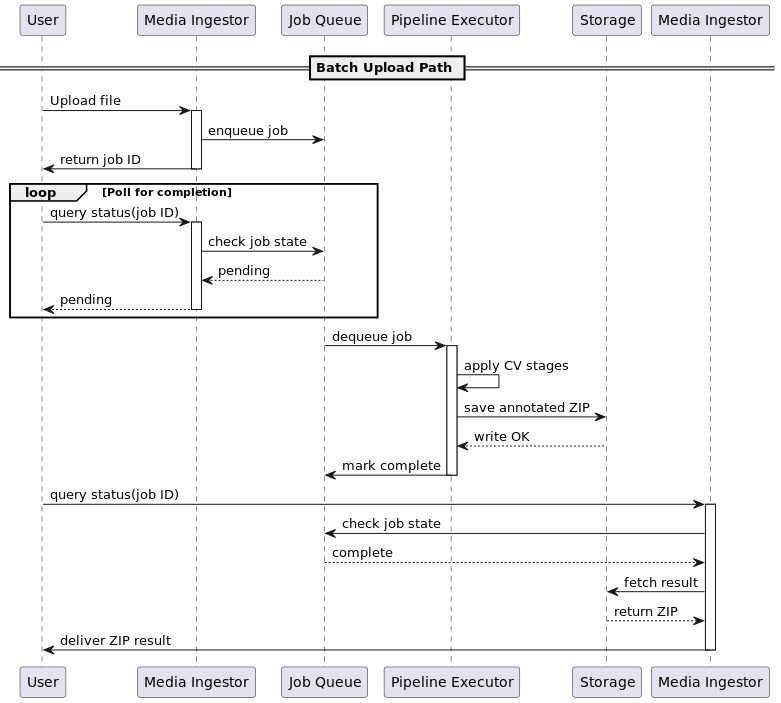 User
Media Ingestor
Job Queue
Pipeline Executor
Storage
Media Ingestor
Batch Upload Path
Upload file
enqueue job
return job ID
loop
[Poll for completion]
query status(job ID)
check job state
pending
pending
dequeue job
apply CV stages
save annotated ZIP
write OK
mark complete
query status(job ID)
check job state
complete
fetch result
return ZIP
deliver ZIP result
User
Media Ingestor
Job Queue
Pipeline Executor
Storage
Media Ingestor